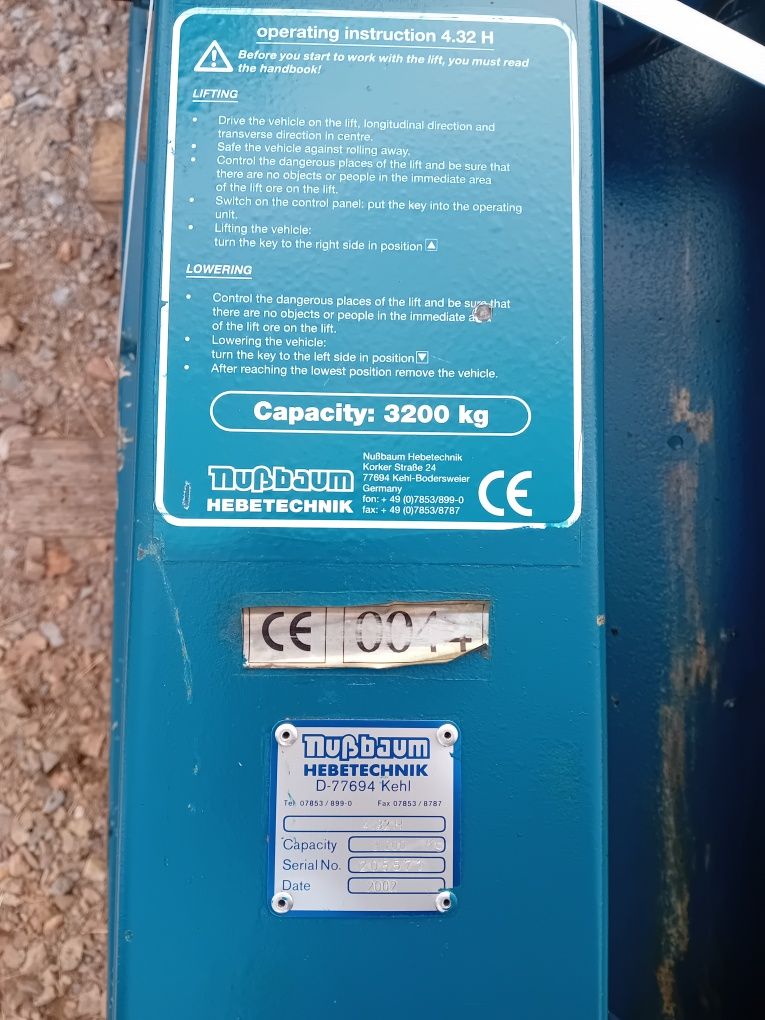 operating instruction 4.32 H
Before you start to work with the lift, you must read
the handbook!
LIFTING
• Drive the vehicle on the lift, longitudinal direction and
transverse direction in centre.
• Safe the vehicle against rolling away.
• Control the dangerous places of the lift and be sure that
there are no objects or people in the immediate area
of the lift ore on the lift.
• Switch on the control panel: put the key into the operating
unit.
• Lifting the vehicle:
turn the key to the right side in position ▲
LOWERING
• Control the dangerous places of the lift and be sure that
there are no objects or people in the immediate
of the lift ore on the lift.
• Lowering the vehicle:
turn the key to the left side in position ▼
• After reaching the lowest position remove the vehicle.
Capacity: 3200 kg
Nußbaum
HEBETECHNIK
Nußbaum Hebetechnik
Korker Straße 24
77694 Kehl-Bodersweier
Germany
fon: + 49 (0)7853/899-0
fax: + 49 (0)7853/8787
CE
CE 0044
Nußbaum
HEBETECHNIK
D-77694 Kehl
Tel. 07853 / 899-0 Fax 07853 / 8787
4.32 H
Capacity
Serial No.
Date 2002